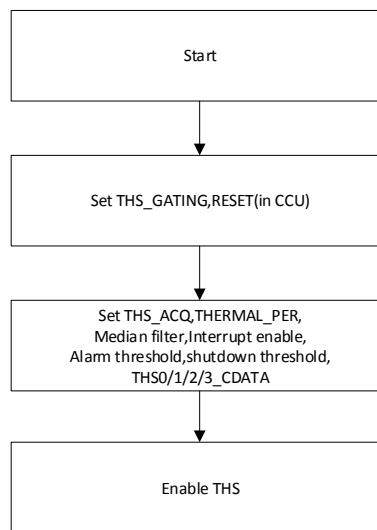 Start
Set THS_GATING,RESET(in CCU)
Set THS_ACQ,THERMAL_PER,
Median filter,Interrupt enable,
Alarm threshold,shutdown threshold,
THS0/1/2/3_CDATA
Enable THS